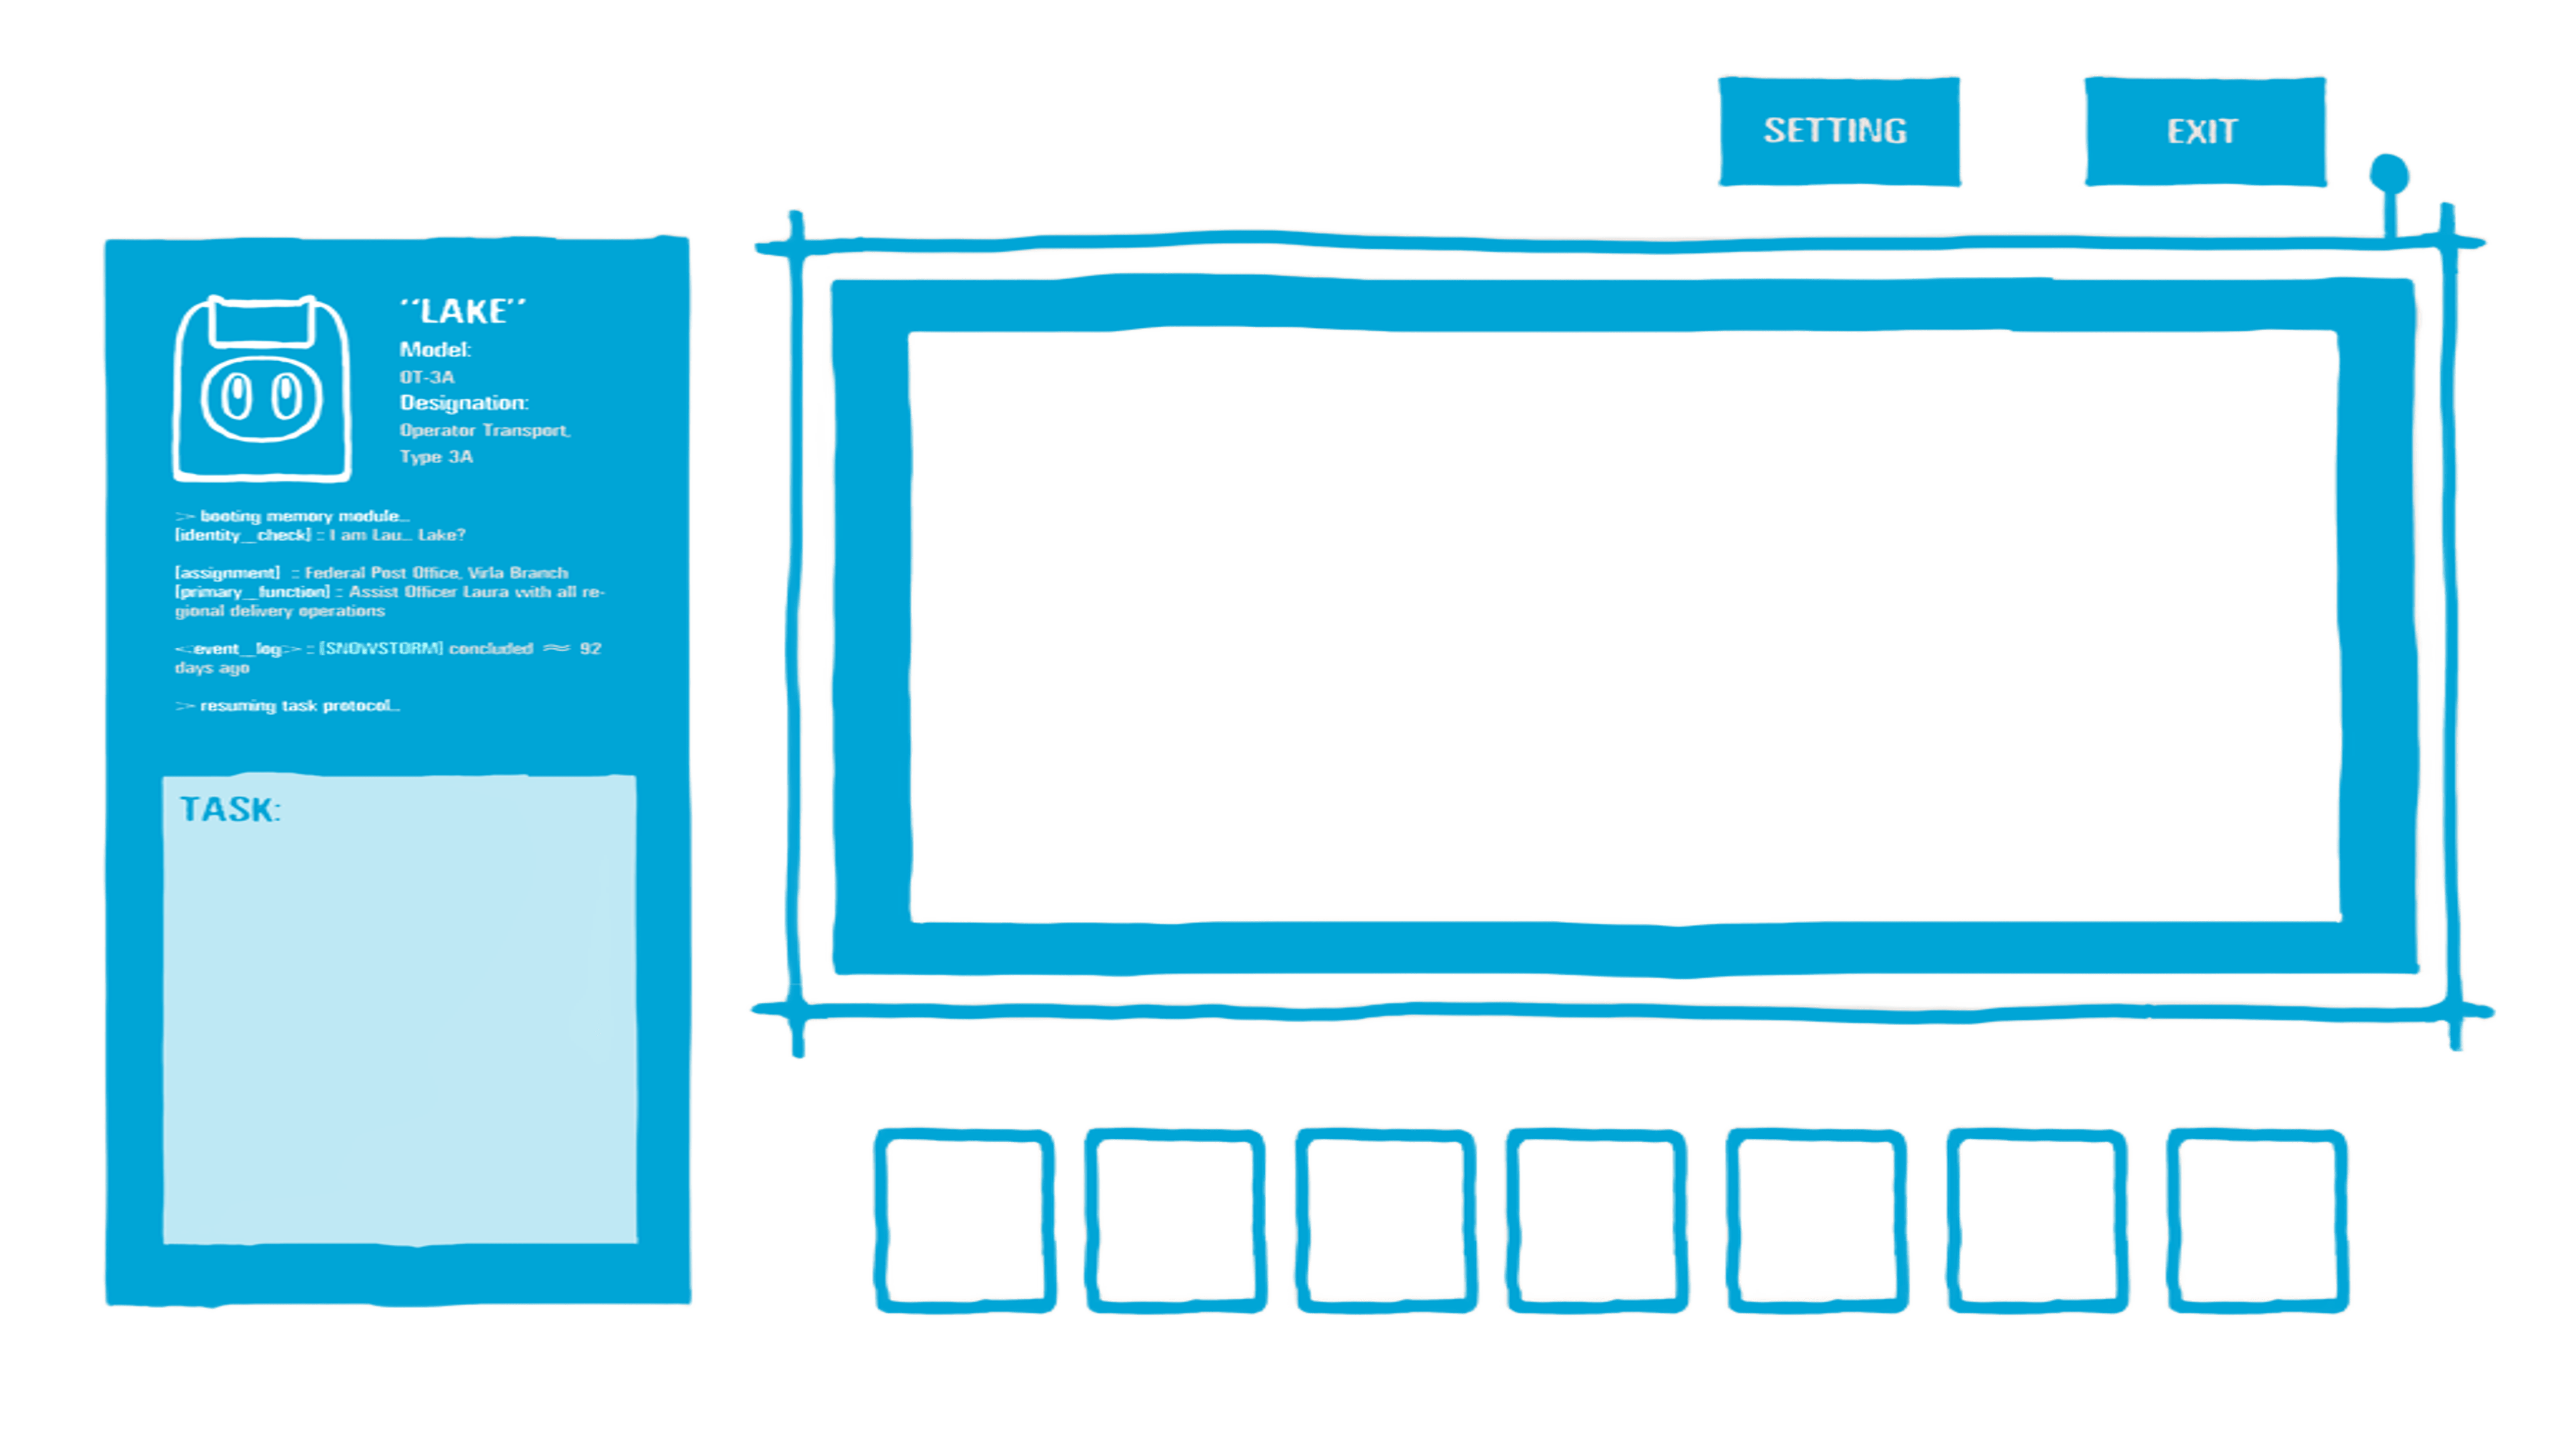 SETTING
EXIT
“LAKE”
Model:
OT-3A
Designation:
Operator Transport,
Type 3A
> booting memory module...
[identity_check] :: I am Lau... Lake?
[assignment] :: Federal Post Office, Virla Branch
[primary_function] :: Assist Officer Laura with all re-
gional delivery operations
<event_log> :: [SNOWSTORM] concluded ≈ 92
days ago
> resuming task protocol...
TASK: